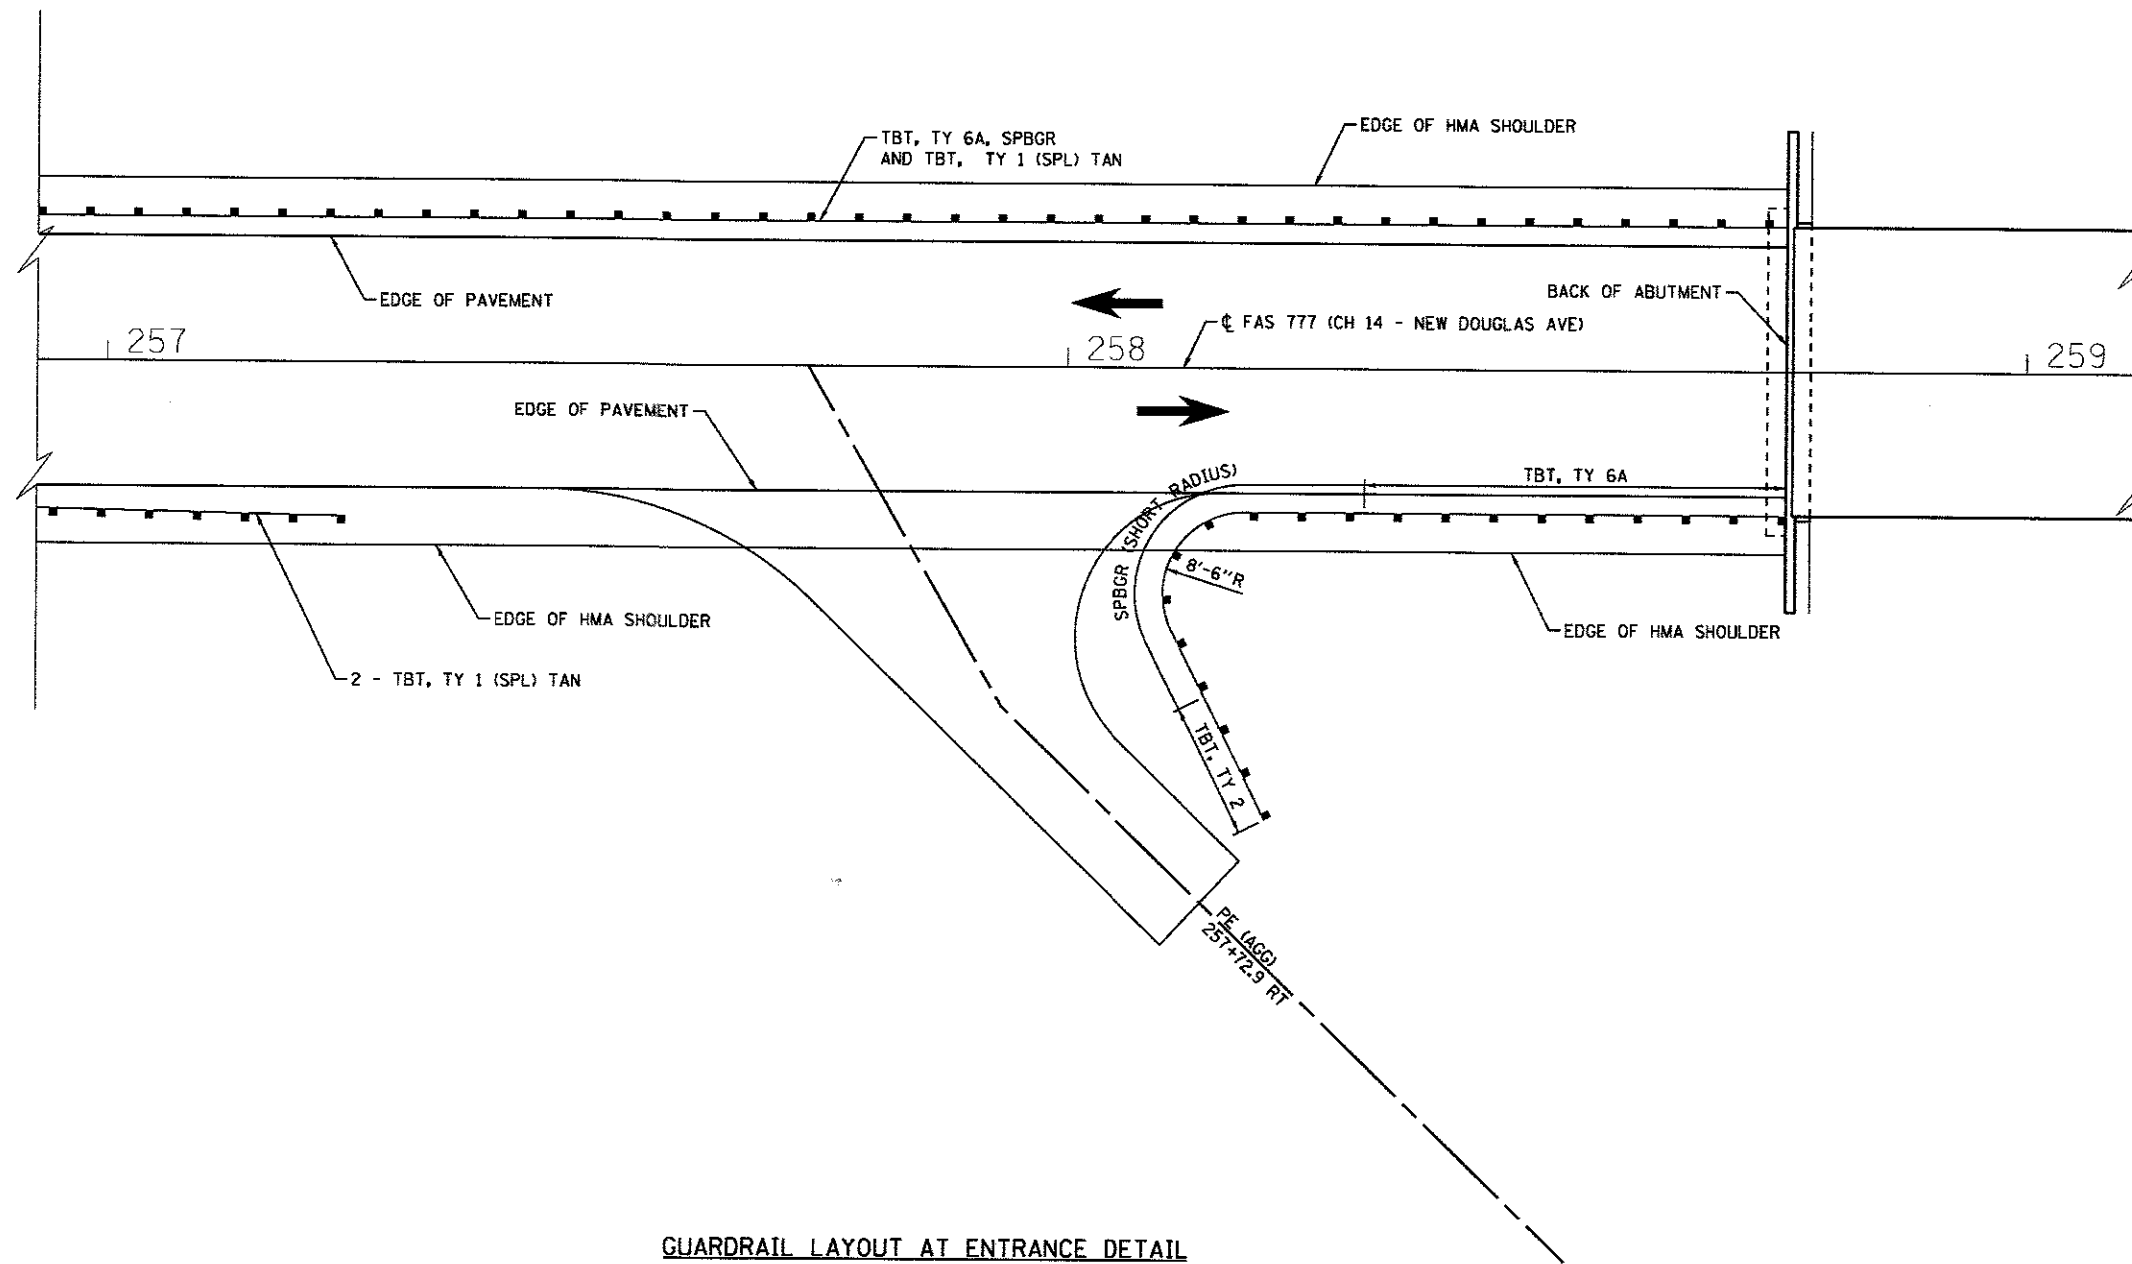 EDGE OF HMA SHOULDER
TBT, TY 6A, SPBGR
AND TBT, TY 1 (SPL) TAN
EDGE OF PAVEMENT
BACK OF ABUTMENT
℄ FAS 777 (CH 14 - NEW DOUGLAS AVE)
257
258
259
EDGE OF PAVEMENT
SPBGR (SHORT RADIUS)
TBT, TY 6A
8'-6"R
EDGE OF HMA SHOULDER
EDGE OF HMA SHOULDER
2 - TBT, TY 1 (SPL) TAN
TBT, TY 2
PE (AGG)
257+72.9 RT
GUARDRAIL LAYOUT AT ENTRANCE DETAIL